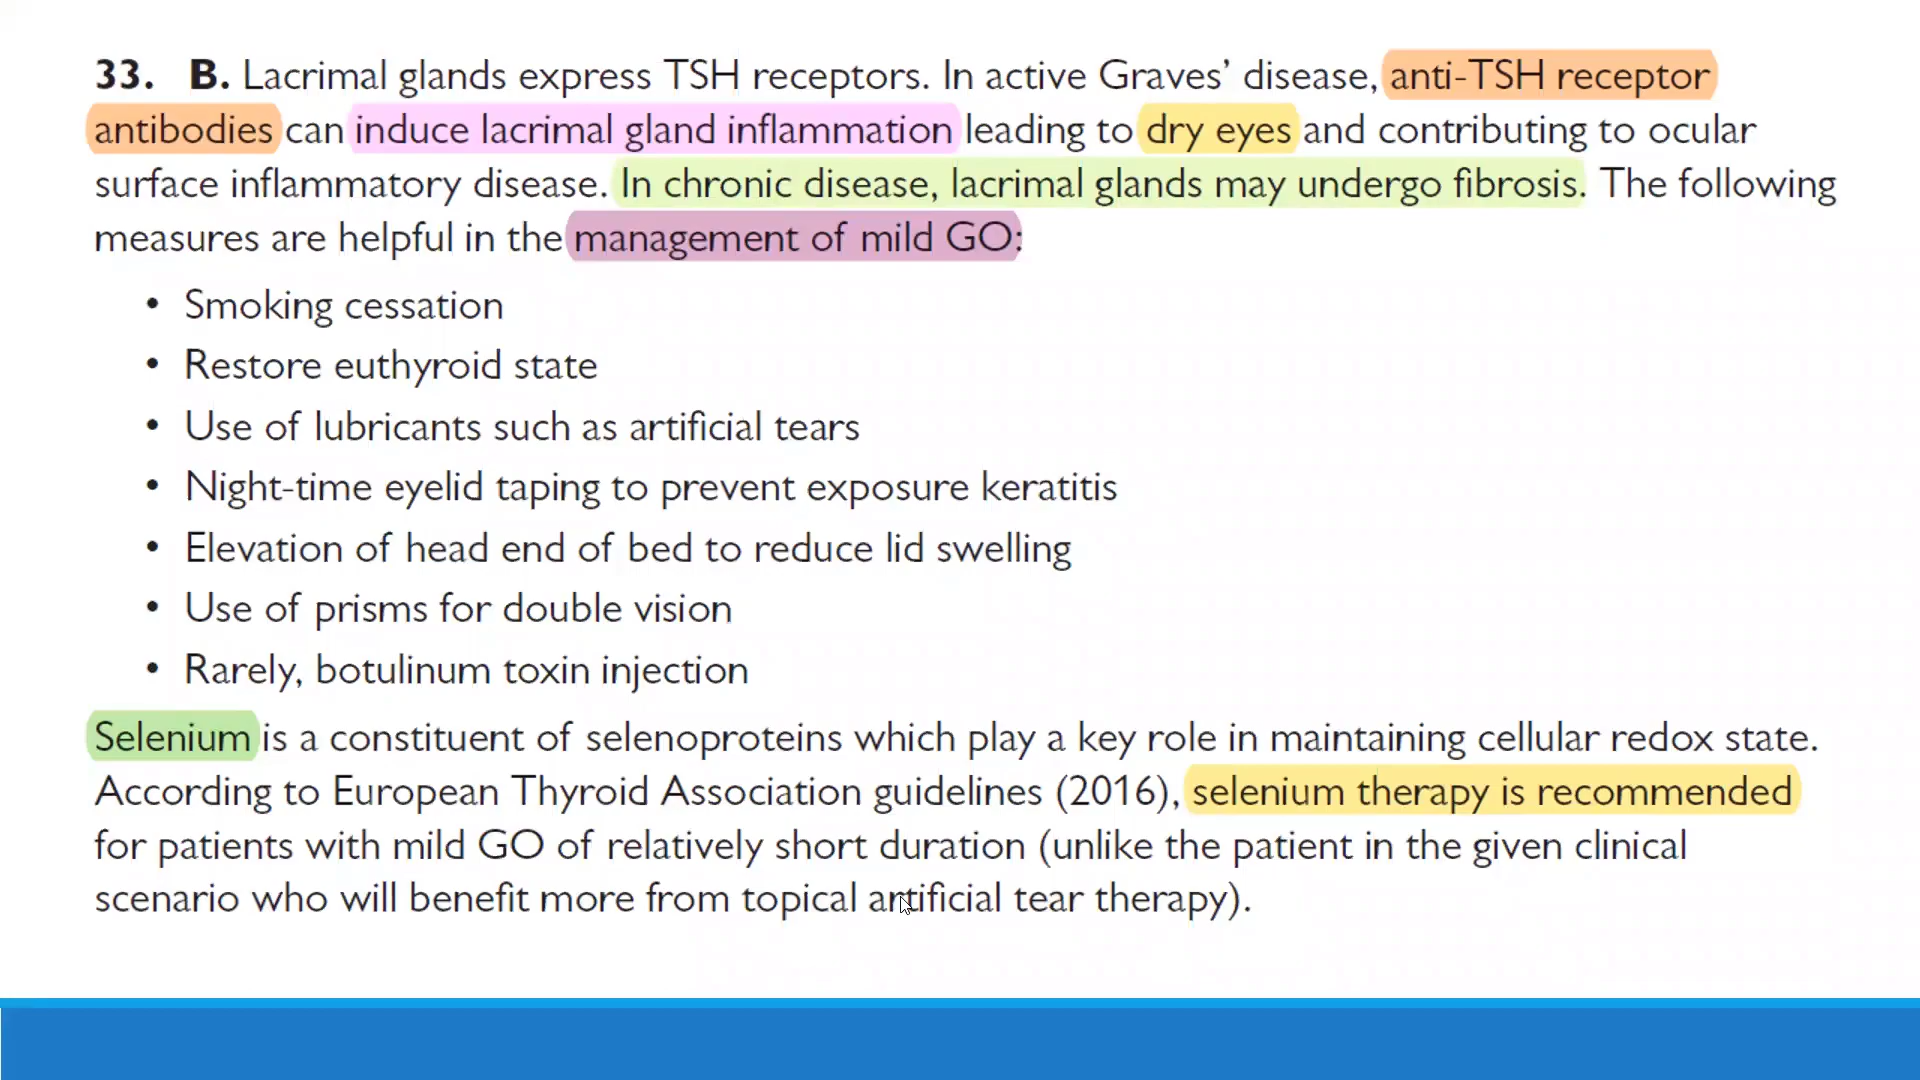 33. B. Lacrimal glands express TSH receptors. In active Graves’ disease, anti-TSH receptor
antibodies can induce lacrimal gland inflammation leading to dry eyes and contributing to ocular
surface inflammatory disease. In chronic disease, lacrimal glands may undergo fibrosis. The following
measures are helpful in the management of mild GO:
• Smoking cessation
• Restore euthyroid state
• Use of lubricants such as artificial tears
• Night-time eyelid taping to prevent exposure keratitis
• Elevation of head end of bed to reduce lid swelling
• Use of prisms for double vision
• Rarely, botulinum toxin injection
Selenium is a constituent of selenoproteins which play a key role in maintaining cellular redox state.
According to European Thyroid Association guidelines (2016), selenium therapy is recommended
for patients with mild GO of relatively short duration (unlike the patient in the given clinical
scenario who will benefit more from topical artificial tear therapy).